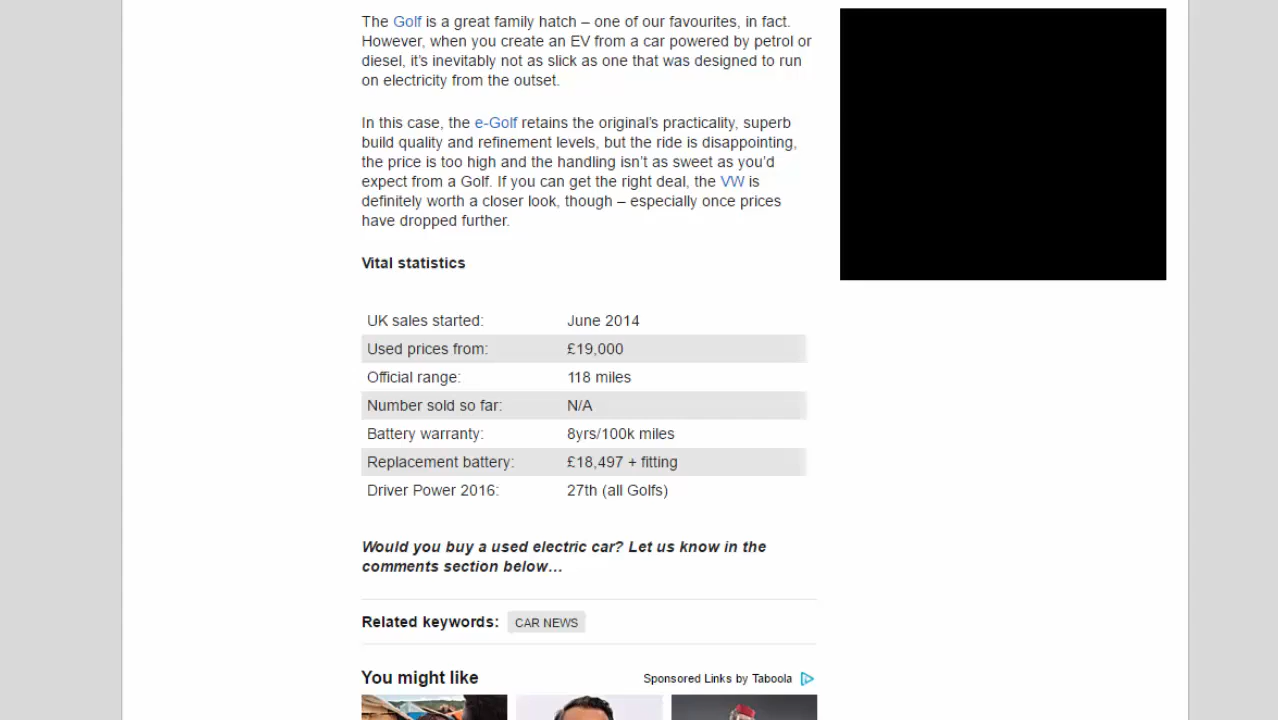 The Golf is a great family hatch – one of our favourites, in fact.
However, when you create an EV from a car powered by petrol or
diesel, it's inevitably not as slick as one that was designed to run
on electricity from the outset.
In this case, the e-Golf retains the original's practicality, superb
build quality and refinement levels, but the ride is disappointing,
the price is too high and the handling isn't as sweet as you'd
expect from a Golf. If you can get the right deal, the VW is
definitely worth a closer look, though – especially once prices
have dropped further.
Vital statistics
UK sales started: June 2014
Used prices from: £19,000
Official range: 118 miles
Number sold so far: N/A
Battery warranty: 8yrs/100k miles
Replacement battery: £18,497 + fitting
Driver Power 2016: 27th (all Golfs)
Would you buy a used electric car? Let us know in the
comments section below…
Related keywords: CAR NEWS
You might like Sponsored Links by Taboola